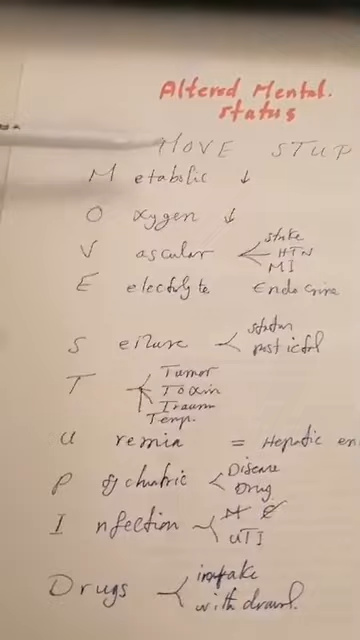 Altered Mental.
status
MOVE STUP
M etabolic ↓
O xygen ↓
V ascular < stroke
HTN
MI
E electrolyte Endocrine
S eizure < status
post ictal
T < Tumor
Toxin
Trauma
Temp.
U remia = Hepatic en
P sychiatric < Disease
Drug
I nfection < M E
UTI
Drugs < intake
withdrawl.